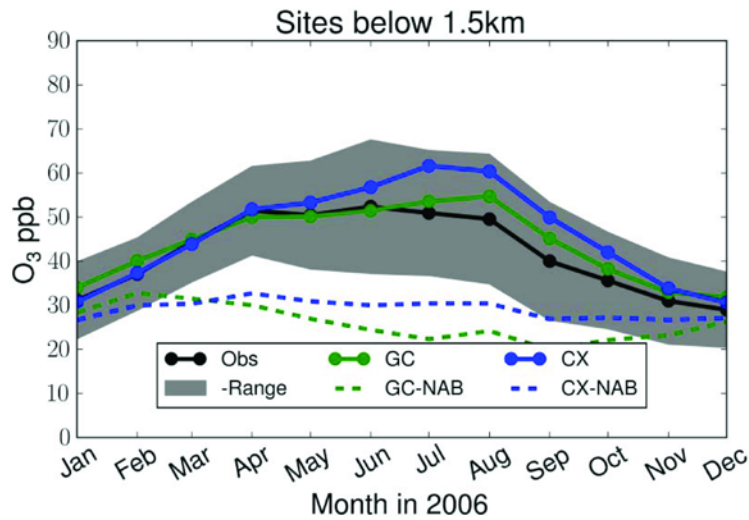 Sites below 1.5km
O3 ppb
90
80
70
60
50
40
30
20
10
0
Obs GC CX
-Range GC-NAB CX-NAB
Jan Feb Mar Apr May Jun Jul Aug Sep Oct Nov Dec
Month in 2006